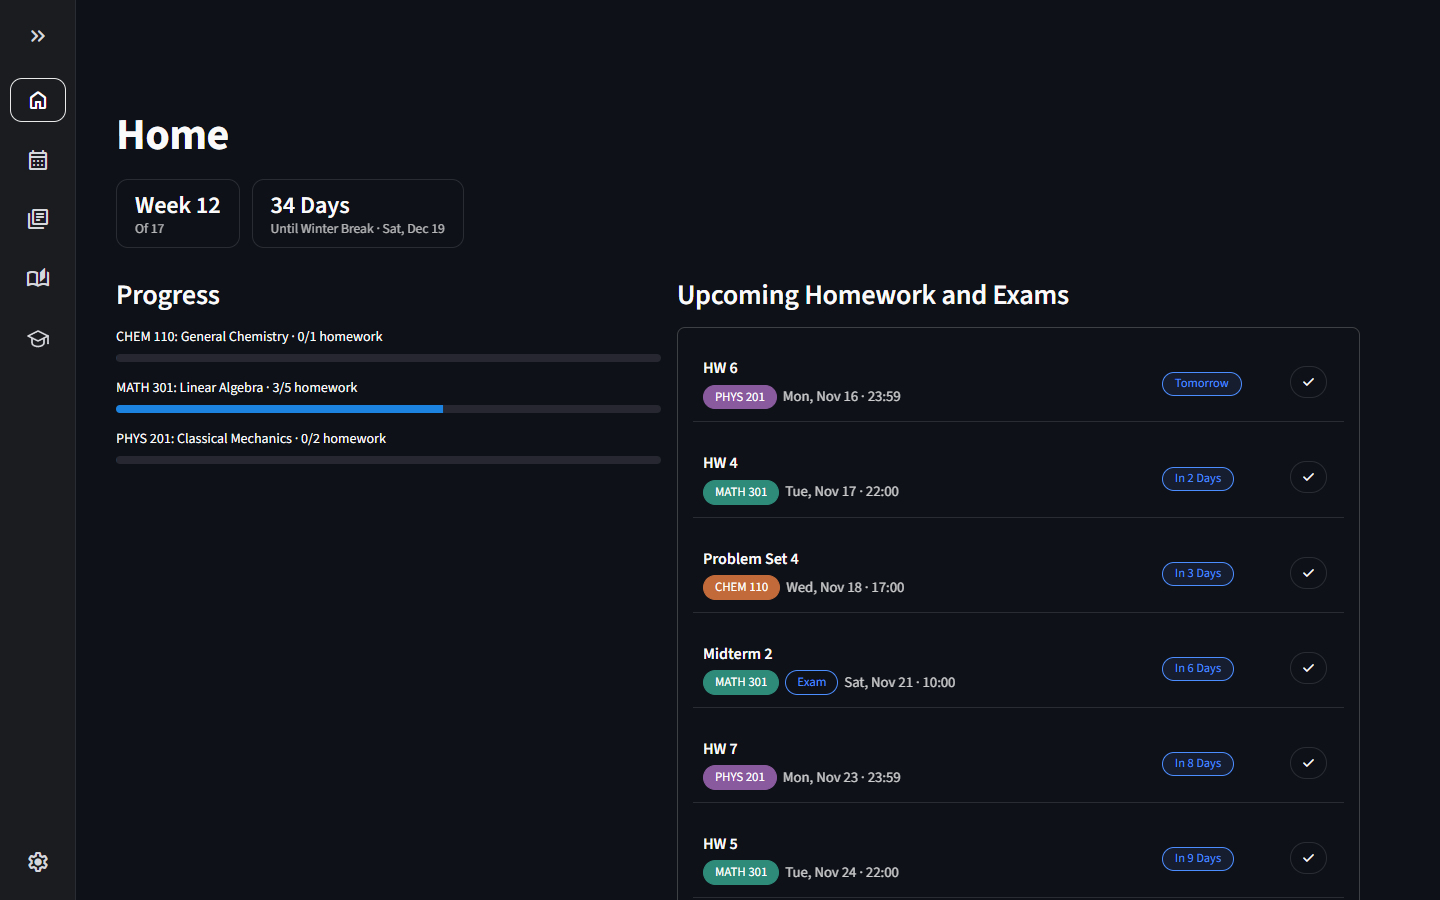 Home
Week 12
Of 17
34 Days
Until Winter Break · Sat, Dec 19
Progress
CHEM 110: General Chemistry · 0/1 homework
MATH 301: Linear Algebra · 3/5 homework
PHYS 201: Classical Mechanics · 0/2 homework
Upcoming Homework and Exams
HW 6
PHYS 201 Mon, Nov 16 · 23:59
Tomorrow
HW 4
MATH 301 Tue, Nov 17 · 22:00
In 2 Days
Problem Set 4
CHEM 110 Wed, Nov 18 · 17:00
In 3 Days
Midterm 2
MATH 301 Exam Sat, Nov 21 · 10:00
In 6 Days
HW 7
PHYS 201 Mon, Nov 23 · 23:59
In 8 Days
HW 5
MATH 301 Tue, Nov 24 · 22:00
In 9 Days